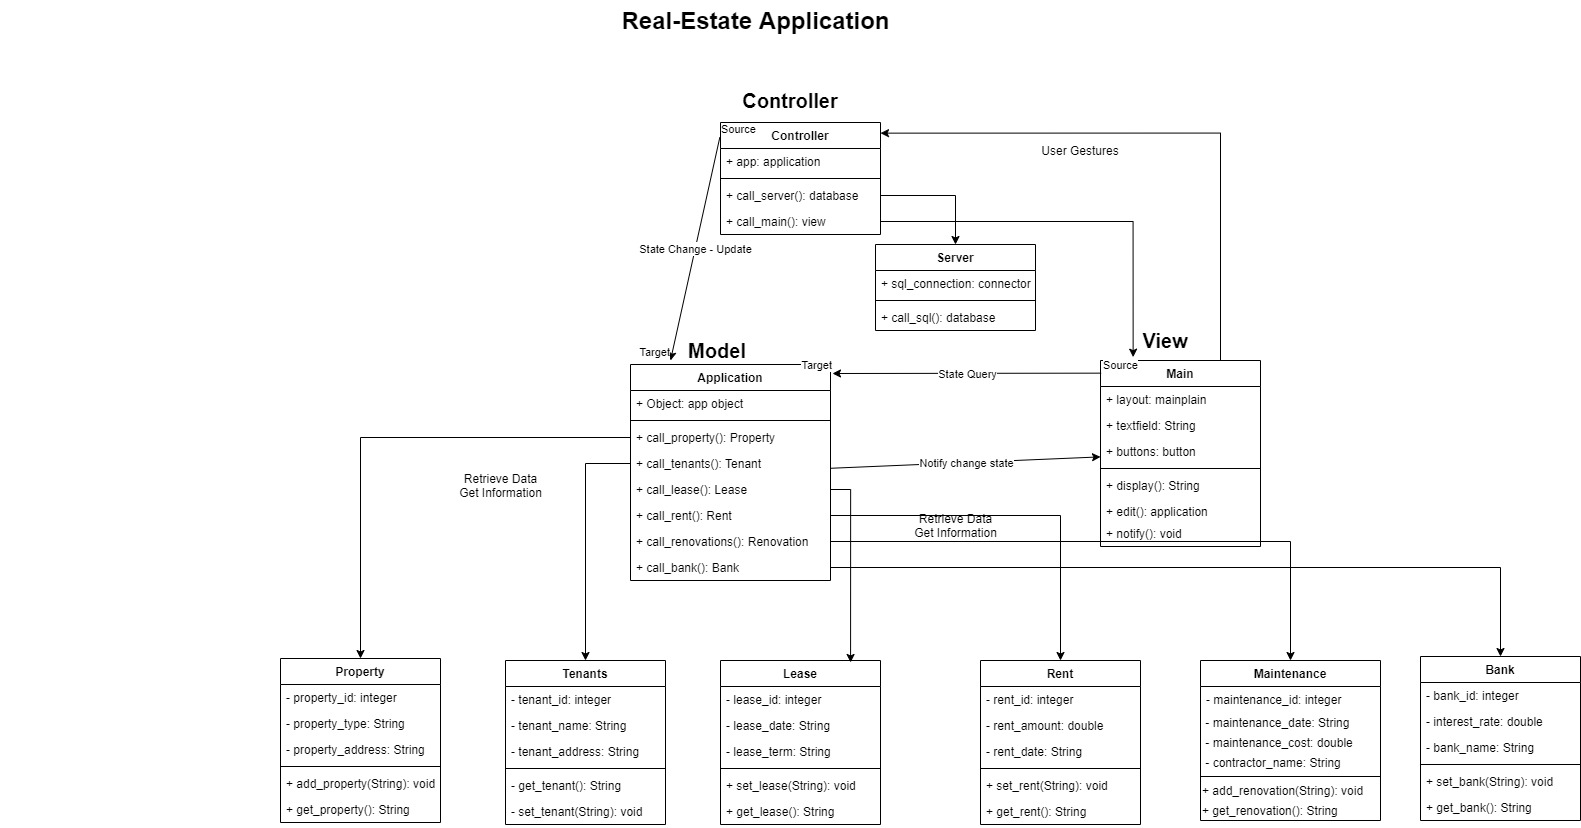 Real-Estate Application
Controller
Source
Controller
+ app: application
+ call_server(): database
+ call_main(): view
User Gestures
State Change - Update
Server
+ sql_connection: connector
+ call_sql(): database
Target
Model
Target
Application
+ Object: app object
+ call_property(): Property
+ call_tenants(): Tenant
+ call_lease(): Lease
+ call_rent(): Rent
+ call_renovations(): Renovation
+ call_bank(): Bank
State Query
Notify change state
View
Source
Main
+ layout: mainplain
+ textfield: String
+ buttons: button
+ display(): String
+ edit(): application
+ notify(): void
Retrieve Data
Get Information
Retrieve Data
Get Information
Property
- property_id: integer
- property_type: String
- property_address: String
+ add_property(String): void
+ get_property(): String
Tenants
- tenant_id: integer
- tenant_name: String
- tenant_address: String
- get_tenant(): String
- set_tenant(String): void
Lease
- lease_id: integer
- lease_date: String
- lease_term: String
+ set_lease(String): void
+ get_lease(): String
Rent
- rent_id: integer
- rent_amount: double
- rent_date: String
+ set_rent(String): void
+ get_rent(): String
Maintenance
- maintenance_id: integer
- maintenance_date: String
- maintenance_cost: double
- contractor_name: String
+ add_renovation(String): void
+ get_renovation(): String
Bank
- bank_id: integer
- interest_rate: double
- bank_name: String
+ set_bank(String): void
+ get_bank(): String